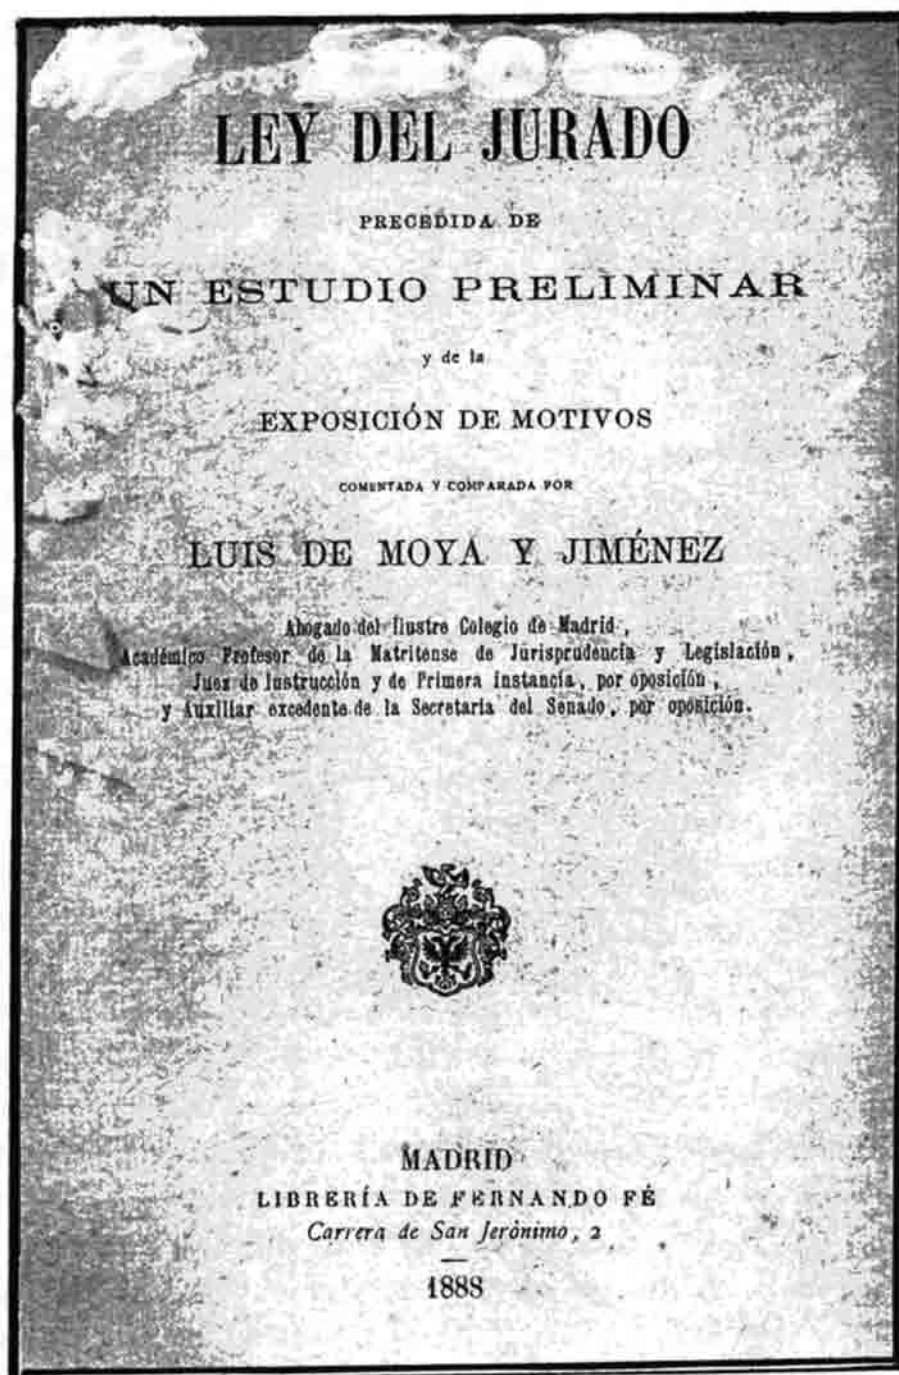 LEY DEL JURADO
PRECEDIDA DE
UN ESTUDIO PRELIMINAR
y de la
EXPOSICIÓN DE MOTIVOS
COMENTADA Y COMPARADA POR
LUIS DE MOYA Y JIMÉNEZ
Abogado del Ilustre Colegio de Madrid,
Académico Profesor de la Matritense de Jurisprudencia y Legislación,
Juez de Instrucción y de Primera instancia, por oposición,
y Auxiliar excedente de la Secretaria del Senado, por oposición.
MADRID
LIBRERÍA DE FERNANDO FÉ
Carrera de San Jerónimo, 2
1888